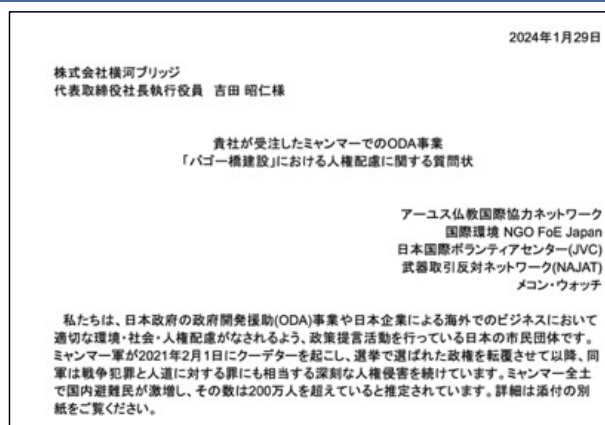 2024年1月29日
株式会社横河ブリッジ
代表取締役社長執行役員 吉田 昭仁様
貴社が受注したミャンマーでのODA事業
「バゴー橋建設」における人権配慮に関する質問状
アーユス仏教国際協力ネットワーク
国際環境 NGO FoE Japan
日本国際ボランティアセンター(JVC)
武器取引反対ネットワーク(NAJAT)
メコン・ウォッチ
私たちは、日本政府の政府開発援助(ODA)事業や日本企業による海外でのビジネスにおいて
適切な環境・社会・人権配慮がなされるよう、政策提言活動を行っている日本の市民団体です。
ミャンマー軍が2021年2月1日にクーデターを起こし、選挙で選ばれた政権を転覆させて以降、同
軍は戦争犯罪と人道に対する罪にも相当する深刻な人権侵害を続けています。ミャンマー全土
で国内避難民が激増し、その数は200万人を超えていると推定されています。詳細は添付の別
紙をご覧ください。